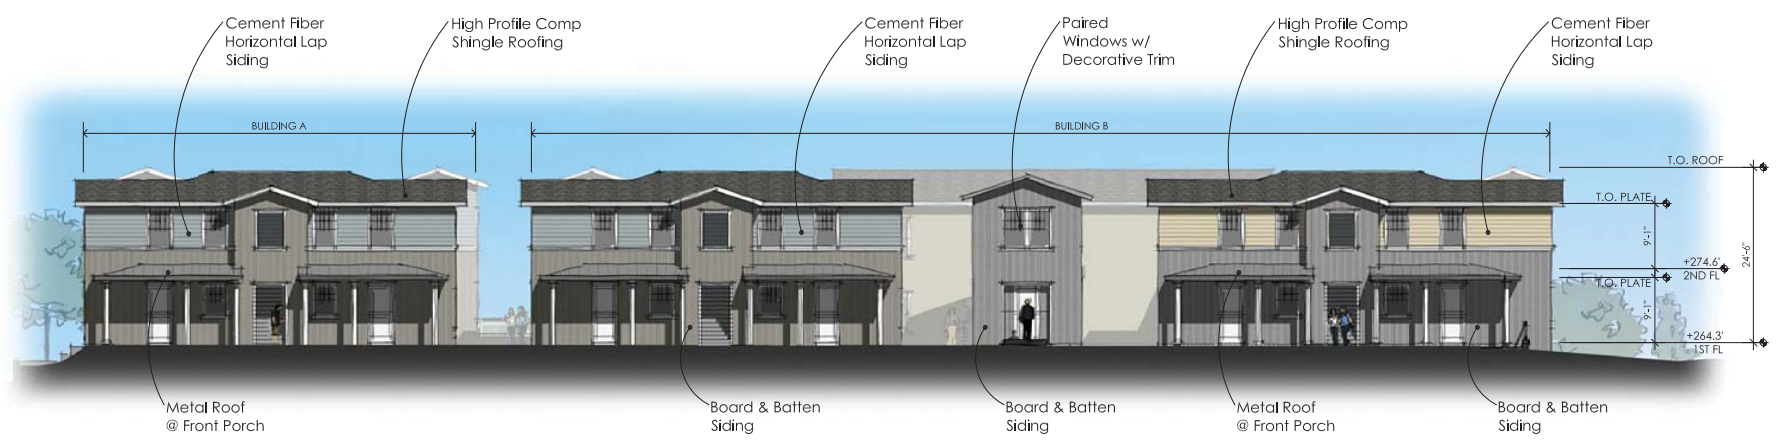 Cement Fiber
Horizontal Lap
Siding
High Profile Comp
Shingle Roofing
Cement Fiber
Horizontal Lap
Siding
Paired
Windows w/
Decorative Trim
High Profile Comp
Shingle Roofing
Cement Fiber
Horizontal Lap
Siding
BUILDING A
BUILDING B
T.O. ROOF
T.O. PLATE
9'-1"
24'-6"
+274.6'
2ND FL
T.O. PLATE
9'-1"
+264.3'
1ST FL
Metal Roof
@ Front Porch
Board & Batten
Siding
Board & Batten
Siding
Metal Roof
@ Front Porch
Board & Batten
Siding